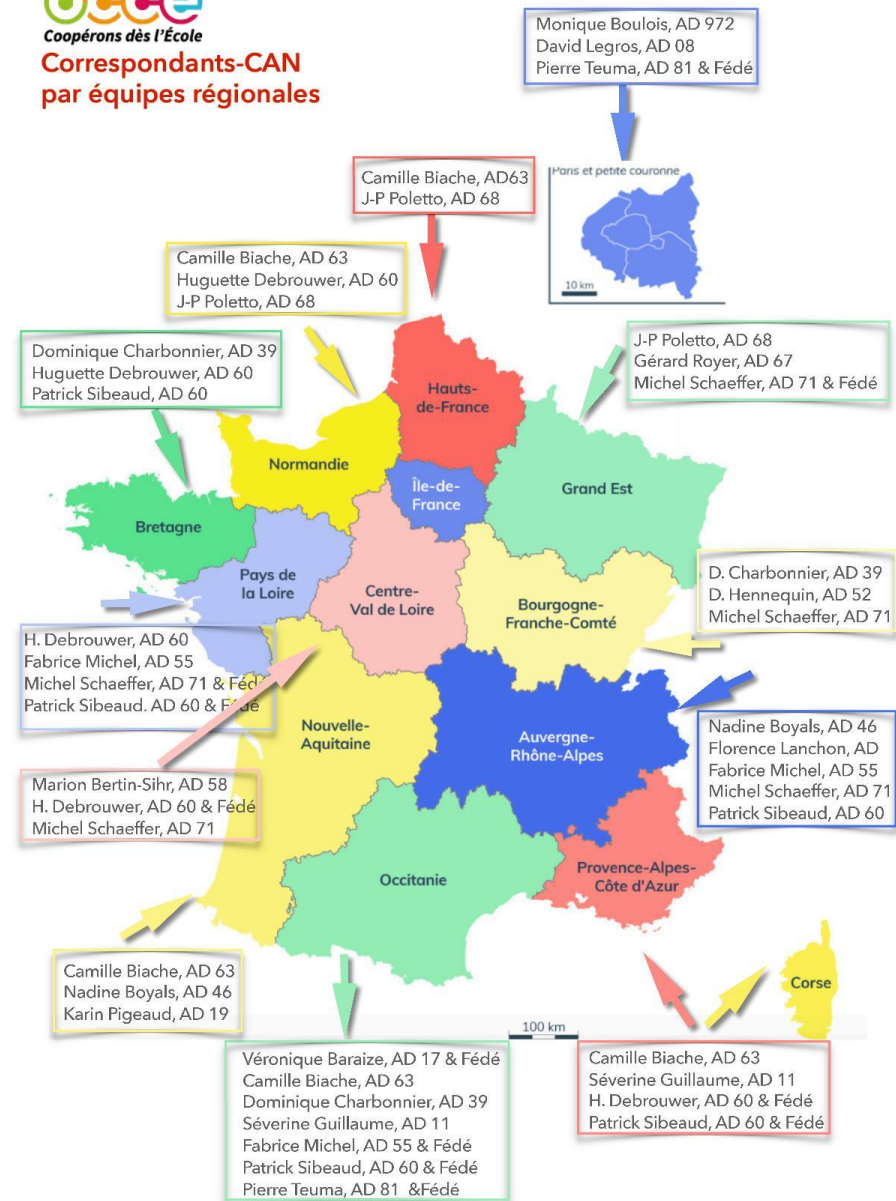 occe
Coopérons dès l'École
Correspondants-CAN
par équipes régionales
Monique Boulois, AD 972
David Legros, AD 08
Pierre Teuma, AD 81 & Fédé
Paris et petite couronne
10 km
Camille Biache, AD63
J-P Poletto, AD 68
Camille Biache, AD 63
Huguette Debrouwer, AD 60
J-P Poletto, AD 68
Dominique Charbonnier, AD 39
Huguette Debrouwer, AD 60
Patrick Sibeaud, AD 60
J-P Poletto, AD 68
Gérard Royer, AD 67
Michel Schaeffer, AD 71 & Fédé
Hauts-
de-France
Normandie
Île-de-
France
Grand Est
Bretagne
Pays de
la Loire
Centre-
Val de Loire
Bourgogne-
Franche-Comté
D. Charbonnier, AD 39
D. Hennequin, AD 52
Michel Schaeffer, AD 71
H. Debrouwer, AD 60
Fabrice Michel, AD 55
Michel Schaeffer, AD 71 & Fédé
Patrick Sibeaud. AD 60 & Fédé
Nouvelle-
Aquitaine
Auvergne-
Rhône-Alpes
Nadine Boyals, AD 46
Florence Lanchon, AD
Fabrice Michel, AD 55
Michel Schaeffer, AD 71
Patrick Sibeaud, AD 60
Marion Bertin-Sihr, AD 58
H. Debrouwer, AD 60 & Fédé
Michel Schaeffer, AD 71
Occitanie
Provence-Alpes-
Côte d'Azur
Camille Biache, AD 63
Nadine Boyals, AD 46
Karin Pigeaud, AD 19
Corse
100 km
Véronique Baraize, AD 17 & Fédé
Camille Biache, AD 63
Dominique Charbonnier, AD 39
Séverine Guillaume, AD 11
Fabrice Michel, AD 55 & Fédé
Patrick Sibeaud, AD 60 & Fédé
Pierre Teuma, AD 81 &Fédé
Camille Biache, AD 63
Séverine Guillaume, AD 11
H. Debrouwer, AD 60 & Fédé
Patrick Sibeaud, AD 60 & Fédé